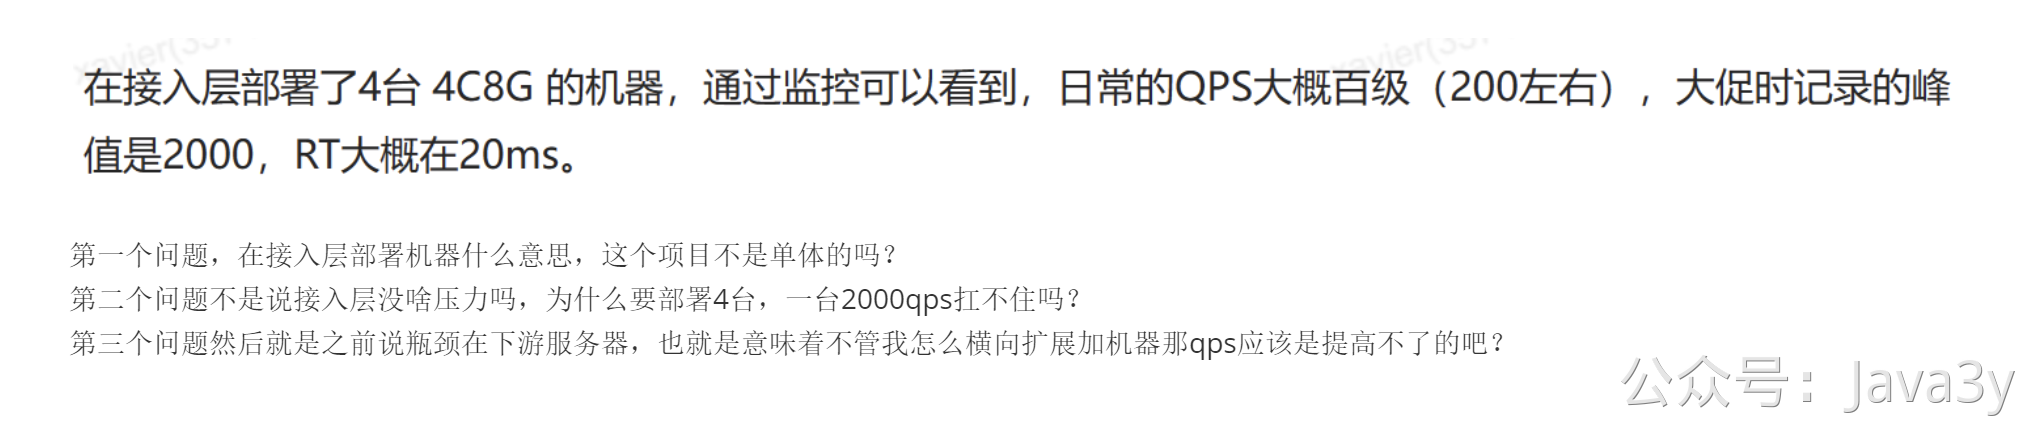 xavier(33)
xavier(33)
在接入层部署了4台 4C8G 的机器，通过监控可以看到，日常的QPS大概百级（200左右），大促时记录的峰
值是2000，RT大概在20ms。
第一个问题，在接入层部署机器什么意思，这个项目不是单体的吗？
第二个问题不是说接入层没啥压力吗，为什么要部署4台，一台2000qps扛不住吗？
第三个问题然后就是之前说瓶颈在下游服务器，也就是意味着不管我怎么横向扩展加机器那qps应该是提高不了的吧？
公众号：Java3y